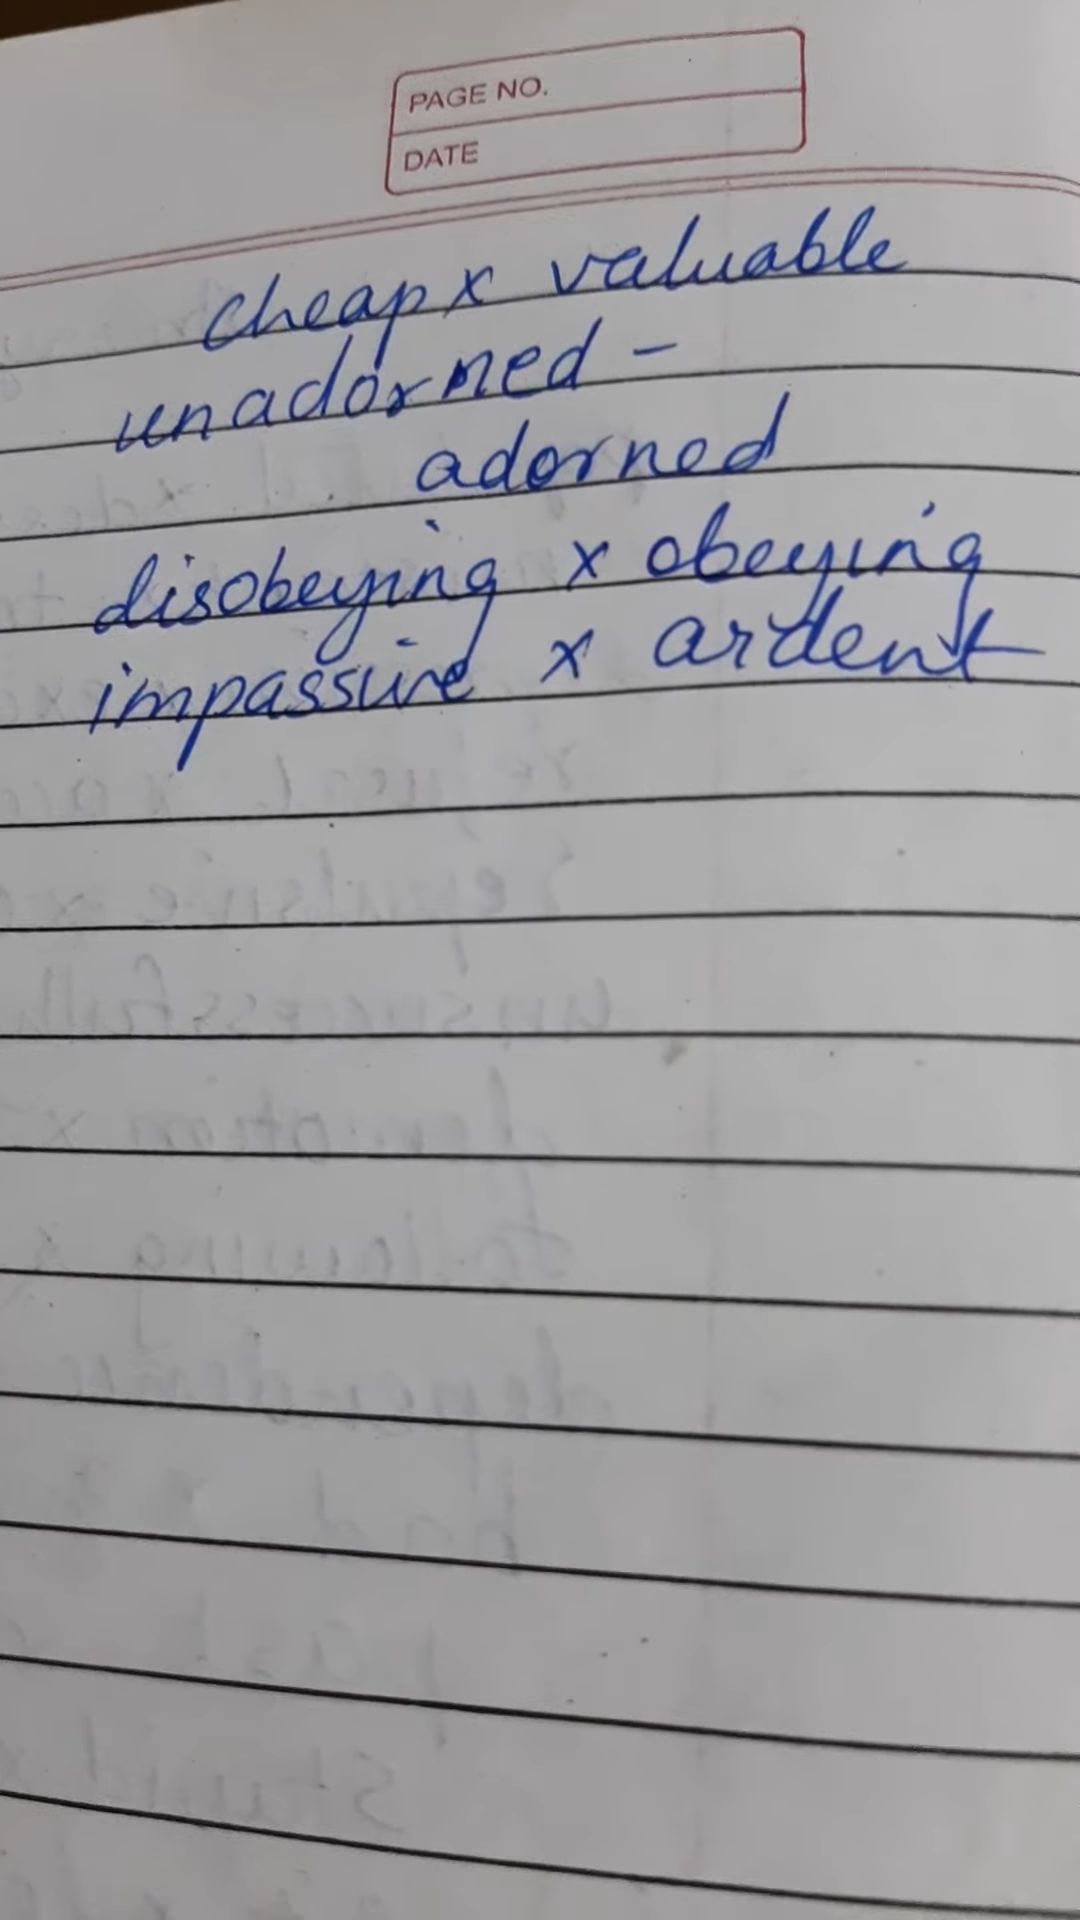 PAGE NO.
DATE
cheap x valuable
unadorned -
adorned
disobeying x obeying
impassive x ardent